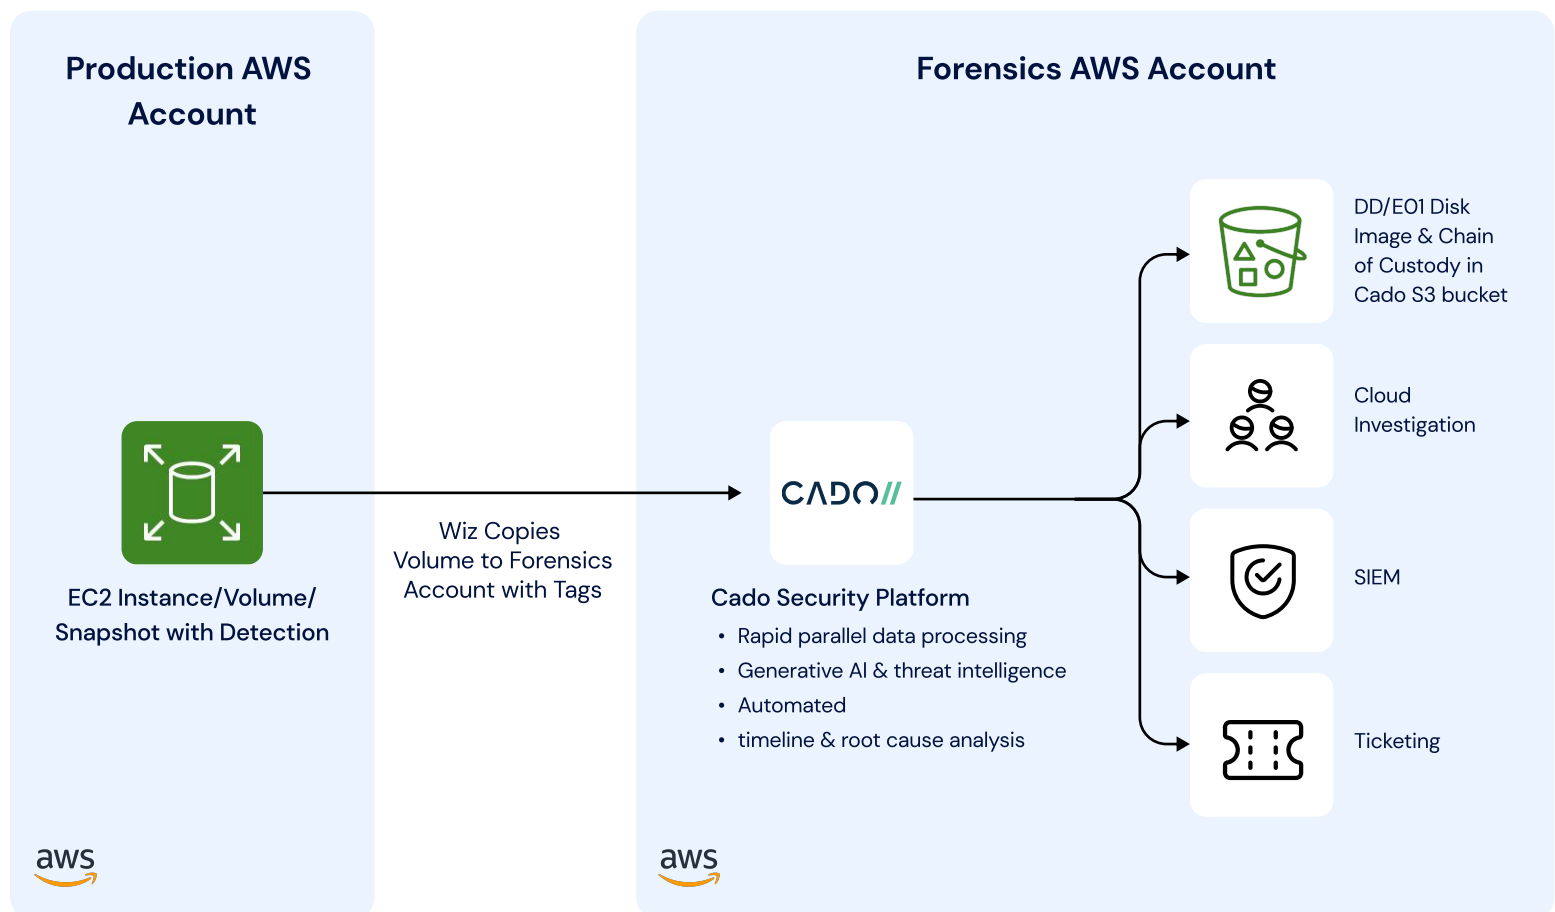 Production AWS
Account
Forensics AWS Account
DD/E01 Disk
Image & Chain
of Custody in
Cado S3 bucket
Cloud
Investigation
CADO//
Wiz Copies
Volume to Forensics
Account with Tags
EC2 Instance/Volume/
Snapshot with Detection
Cado Security Platform
• Rapid parallel data processing
• Generative AI & threat intelligence
• Automated
• timeline & root cause analysis
SIEM
Ticketing
aws
aws